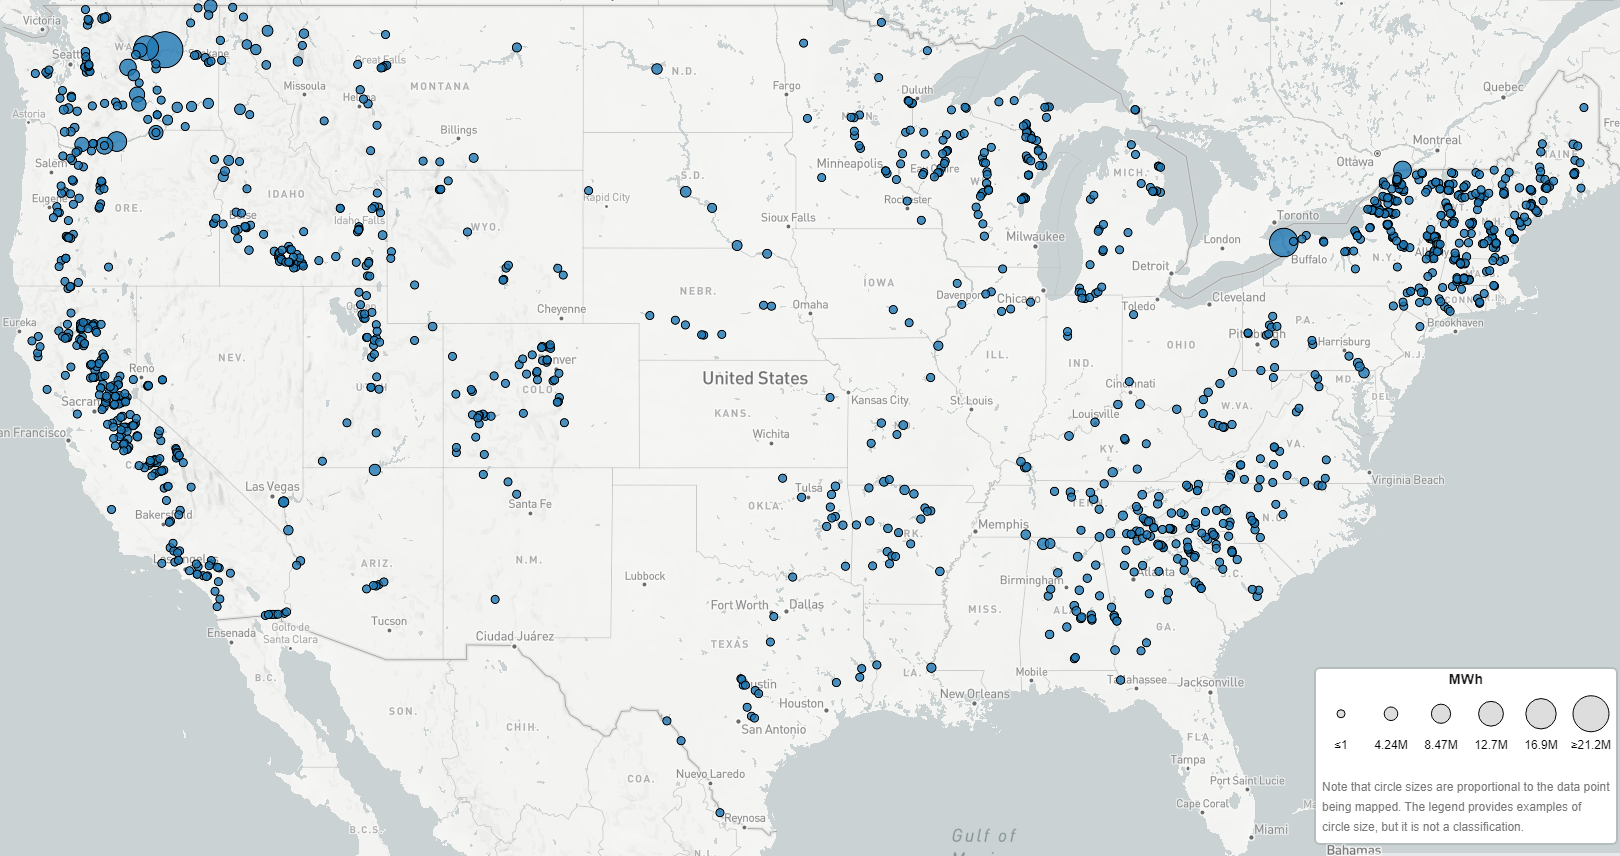 Victoria
Seattle
WA
Spokane
Great Falls
N.D.
Missoula
MONTANA
Fargo
Duluth
Quebec
Astoria
Billings
Montreal
Ottawa
MAINE
Salem
Minneapolis
Eau Claire
MICH.
Eugene
ORE.
IDAHO
Boise
Idaho Falls
S.D.
Rapid City
Rochester
WYO.
Sioux Falls
Toronto
Milwaukee
London
Buffalo
N.Y.
MASS.
Detroit
IOWA
NEBR.
Davenport
Chicago
Toledo
Cleveland
CONN.
R.I.
Eureka
Cheyenne
Omaha
Brookhaven
NEV.
Reno
Ogden
UTAH
Denver
COLO.
ILL.
IND.
OHIO
Pittsburgh
PA.
Harrisburg
N.J.
MD.
DEL.
United States
Cincinnati
Sacramento
an Francisco
KANS.
Kansas City
St. Louis
Louisville
W.VA.
KY.
VA.
Wichita
Las Vegas
Virginia Beach
Bakersfield
Santa Fe
OKLA.
Tulsa
TENN.
N.C.
Memphis
ARK.
Los Angeles
ARIZ.
N.M.
Lubbock
Birmingham
Atlanta
S.C.
Fort Worth
Dallas
MISS.
ALA.
GA.
Ensenada
Golfo de
Santa Clara
Tucson
Ciudad Juárez
TEXAS
B.C.
LA.
Mobile
Tallahassee
Jacksonville
Austin
Houston
New Orleans
SON.
CHIH.
San Antonio
FLA.
COA.
Nuevo Laredo
Tampa
Port Saint Lucie
Reynosa
Cape Coral
B.C.S.
N.L.
Miami
Gulf of
Bahamas
MWh
≤1
4.24M
8.47M
12.7M
16.9M
≥21.2M
Note that circle sizes are proportional to the data point
being mapped. The legend provides examples of
circle size, but it is not a classification.